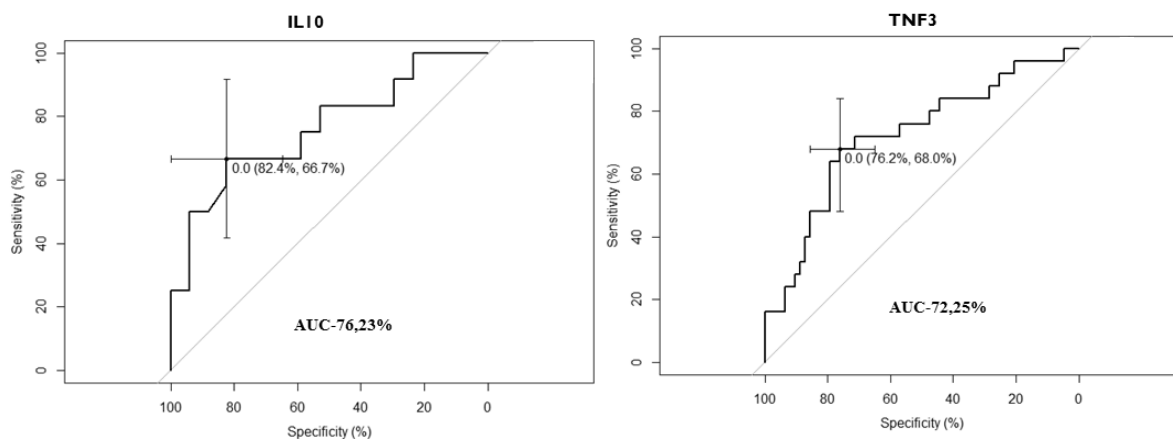 IL10
100
80
60
40
20
0
Sensitivity (%)
0.0 (82.4%, 66.7%)
AUC-76,23%
100 80 60 40 20 0
Specificity (%)
TNF3
100
80
60
40
20
0
Sensitivity (%)
0.0 (76.2%, 68.0%)
AUC-72,25%
100 80 60 40 20 0
Specificity (%)